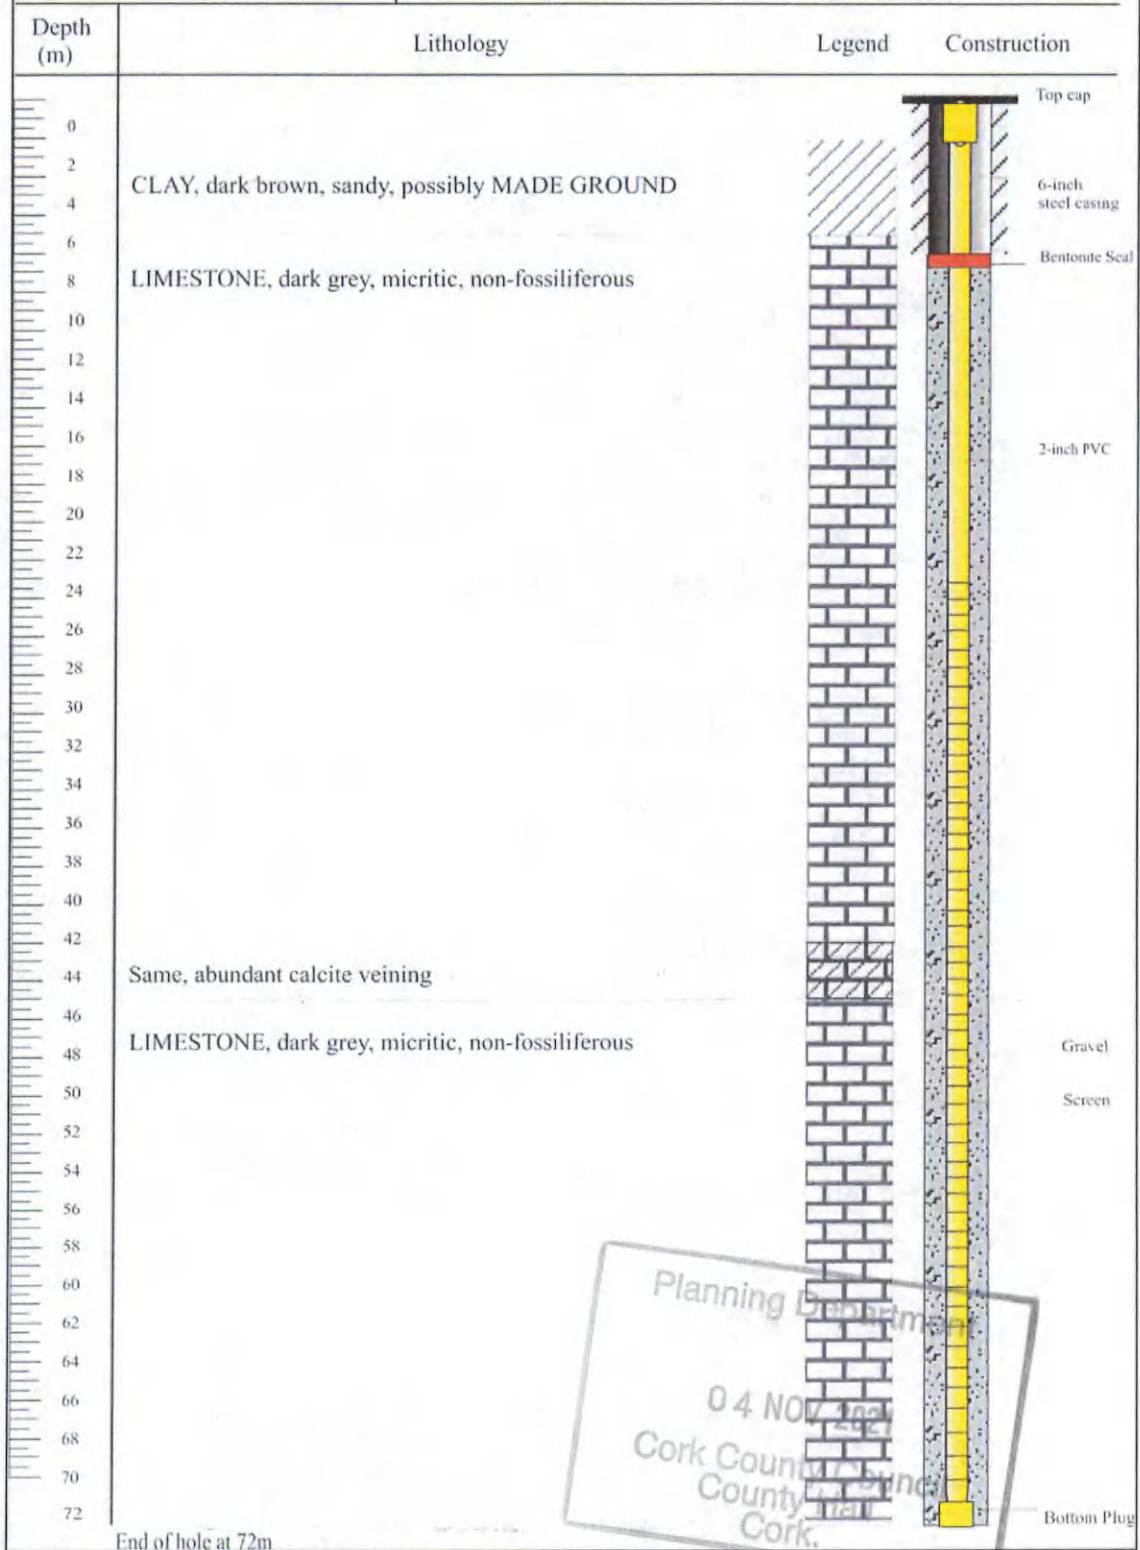 Depth
(m)
Lithology
Legend
Construction
Top cap
0
2
CLAY, dark brown, sandy, possibly MADE GROUND
6-inch
steel casing
4
6
Bentonite Seal
8
LIMESTONE, dark grey, micritic, non-fossiliferous
10
12
14
16
2-inch PVC
18
20
22
24
26
28
30
32
34
36
38
40
42
44
Same, abundant calcite veining
46
LIMESTONE, dark grey, micritic, non-fossiliferous
Gravel
48
50
Screen
52
54
56
58
60
62
64
66
68
70
72
Bottom Plug
End of hole at 72m
Planning Department
04 NOV 2021
Cork County Council
County Hall
Cork.